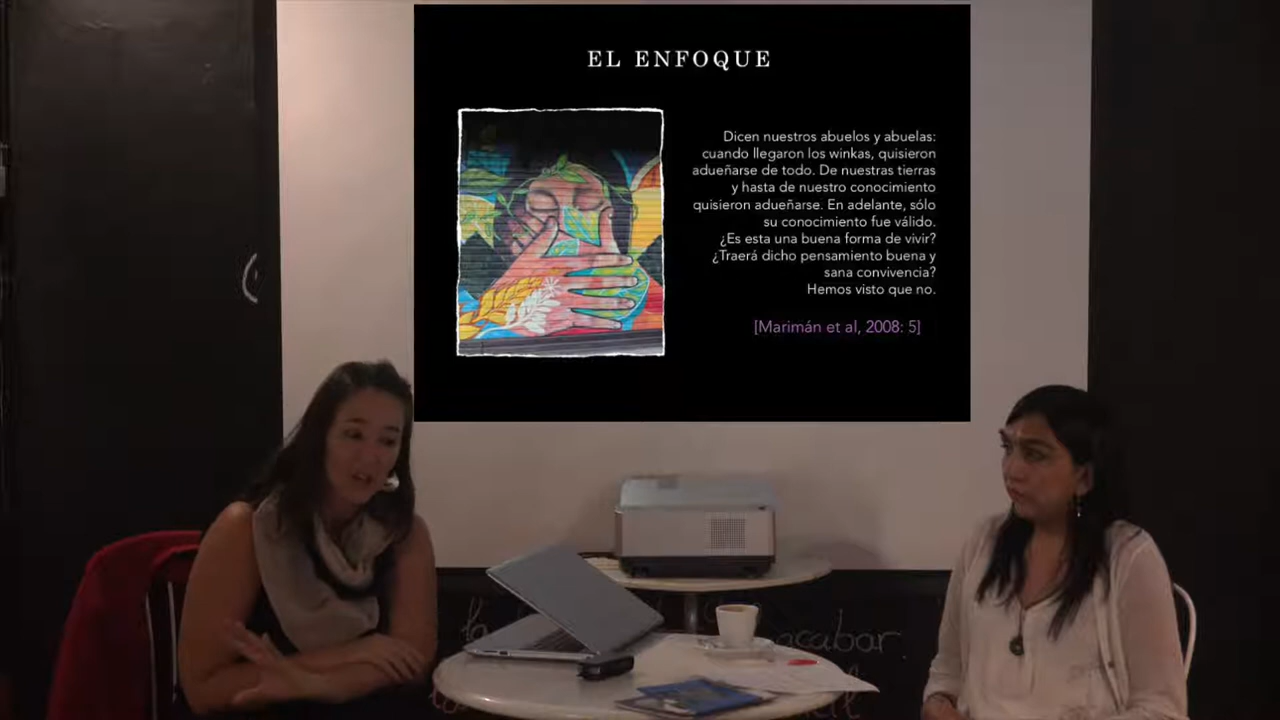 EL ENFOQUE
Dicen nuestros abuelos y abuelas:
cuando llegaron los winkas, quisieron
adueñarse de todo. De nuestras tierras
y hasta de nuestro conocimiento
quisieron adueñarse. En adelante, sólo
su conocimiento fue válido.
¿Es esta una buena forma de vivir?
¿Traerá dicho pensamiento buena y
sana convivencia?
Hemos visto que no.
[Marimán et al, 2008: 5]
la
acabar